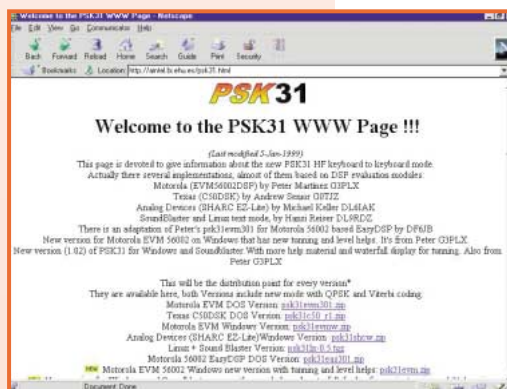 Welcome to the PSK31 WWW Page - Netscape
File Edit View Go Communicator Help
Back Forward Reload Home Search Guide Print Security
Bookmarks Location: http://aintel.bi.ehu.es/psk31.html
PSK31
Welcome to the PSK31 WWW Page !!!
(Last modified 5-Jan-1999)
This page is devoted to give information about the new PSK31 HF keyboard to keyboard mode.
Actually there several implementations, almost of them based on DSP evaluation modules:
Motorola (EVM56002DSP) by Peter Martinez G3PLX
Texas (C50DSK) by Andrew Senior G0TJZ
Analog Devices (SHARC EZ-Lite) by Michael Keller DL6IAK
SoundBlaster and Linux text mode, by Hansi Reiser DL9RDZ
There is an adaptation of Peter's psk31evm301 for Motorola 56002 based EasyDSP by DF6JB
New version for Motorola EVM 56002 on Windows that has new tunning and level helps. It's from Peter G3PLX
New version (1.02) of PSK31 for Windows and Soundblaster. With more help material and waterfall display for tunning. Also from
Peter G3PLX
This will be the distribution point for every version*
They are available here, both Versions include new mode with QPSK and Viterbi coding:
Motorola EVM DOS Version: psk31evm301.zip
Texas C50DSK DOS Version: psk31c50_r1.zip
Motorola EVM Windows Version: psk31evmw.zip
Analog Devices (SHARC EZ-Lite)Windows Version: psk31shcw.zip
Linux + Sound Blaster Version: psk31ln-0.5.tgz
Motorola 56002 EasyDSP DOS Version: psk31eas301.zip
NEW Motorola EVM 56002 Windows new version with tunning and level helps: psk31evm.zip
Document Done